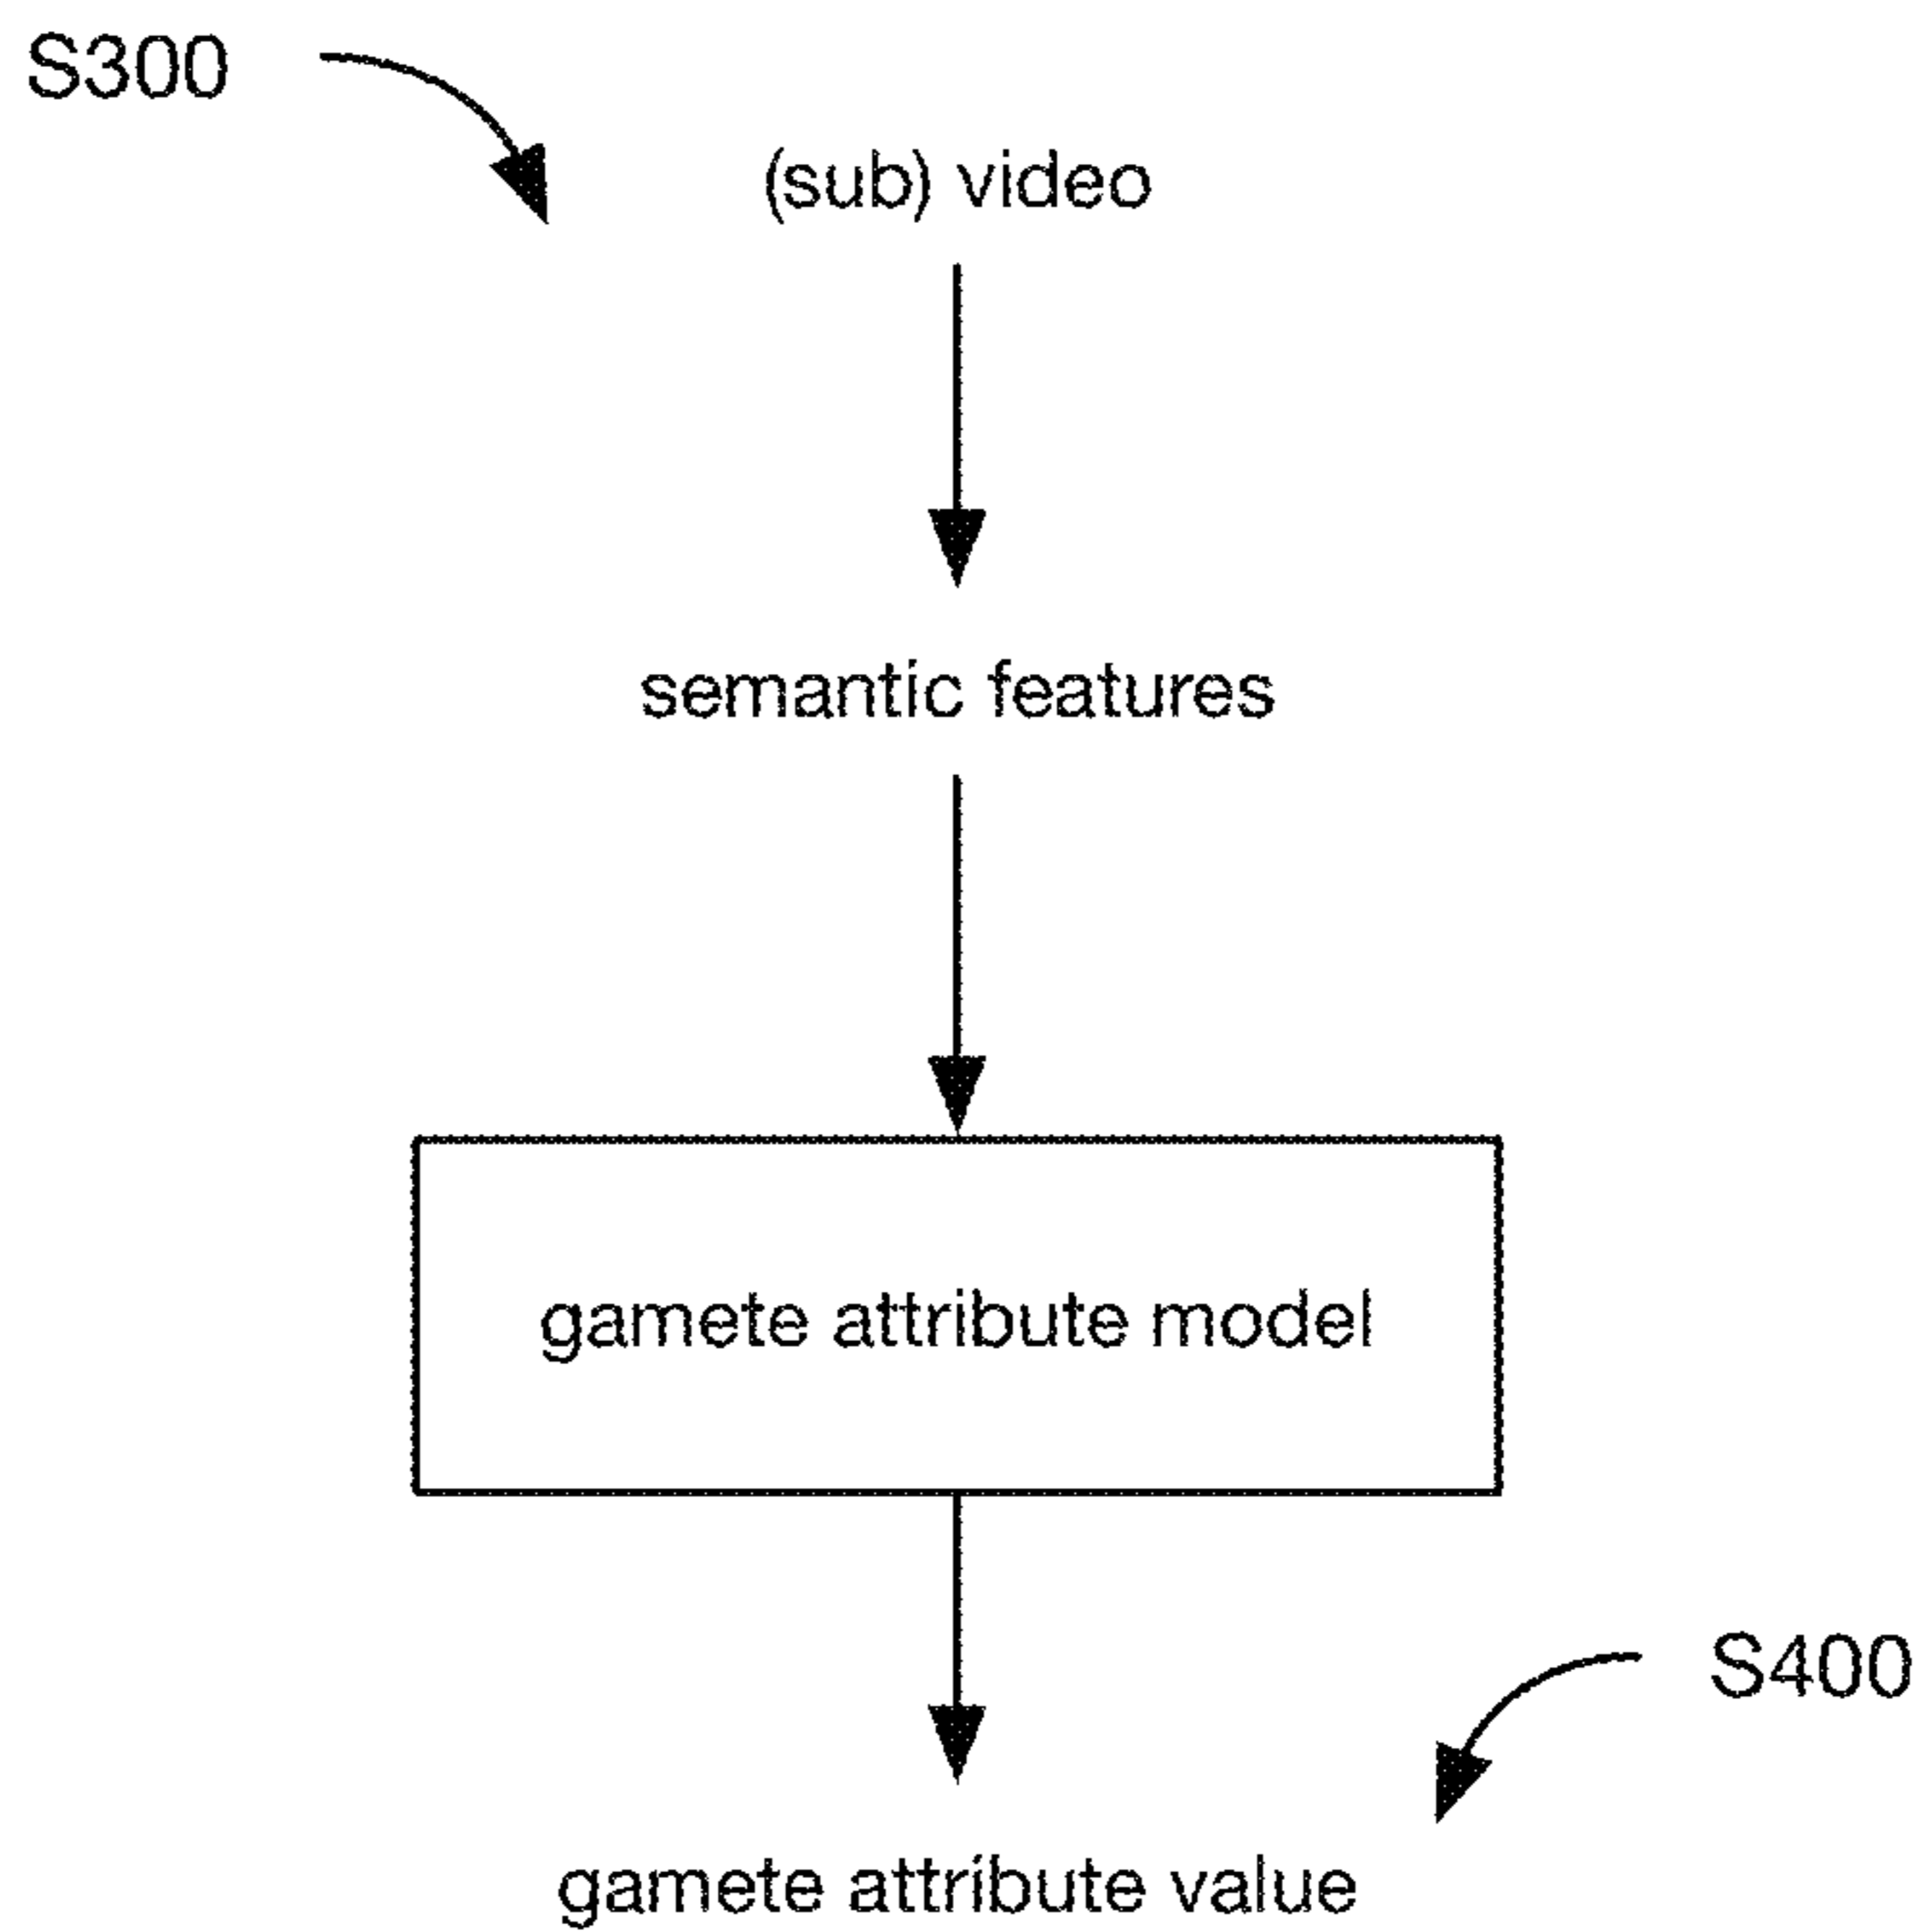 S300
(sub) video
semantic features
gamete attribute model
S400
gamete attribute value